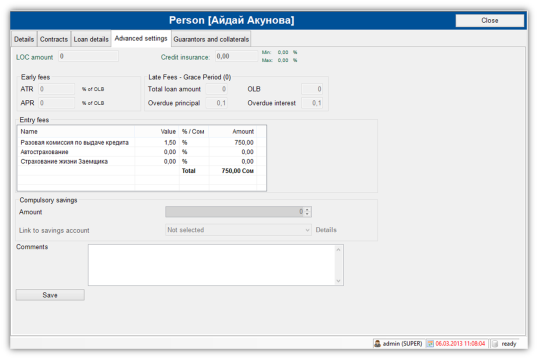 Person [Айдай Акунова]
Close
Details Contracts Loan details Advanced settings Guarantors and collaterals
LOC amount 0 Credit insurance: 0,00 Min: 0,00 %
Max: 0,00 %
Early fees Late Fees - Grace Period (0)
ATR 0 % of OLB Total loan amount 0 OLB 0
APR 0 % of OLB Overdue principal 0,1 Overdue interest 0,1
Entry fees
Name Value % / Сом Amount
Разовая комиссия по выдаче кредита 1,50 % 750,00
Автострахование 0,00 % 0,00
Страхование жизни Заемщика 0,00 % 0,00
Total 750,00 Сом
Compulsory savings
Amount 0
Link to savings account Not selected Details
Comments
Save
admin (SUPER) 06.03.2013 11:08:04 ready